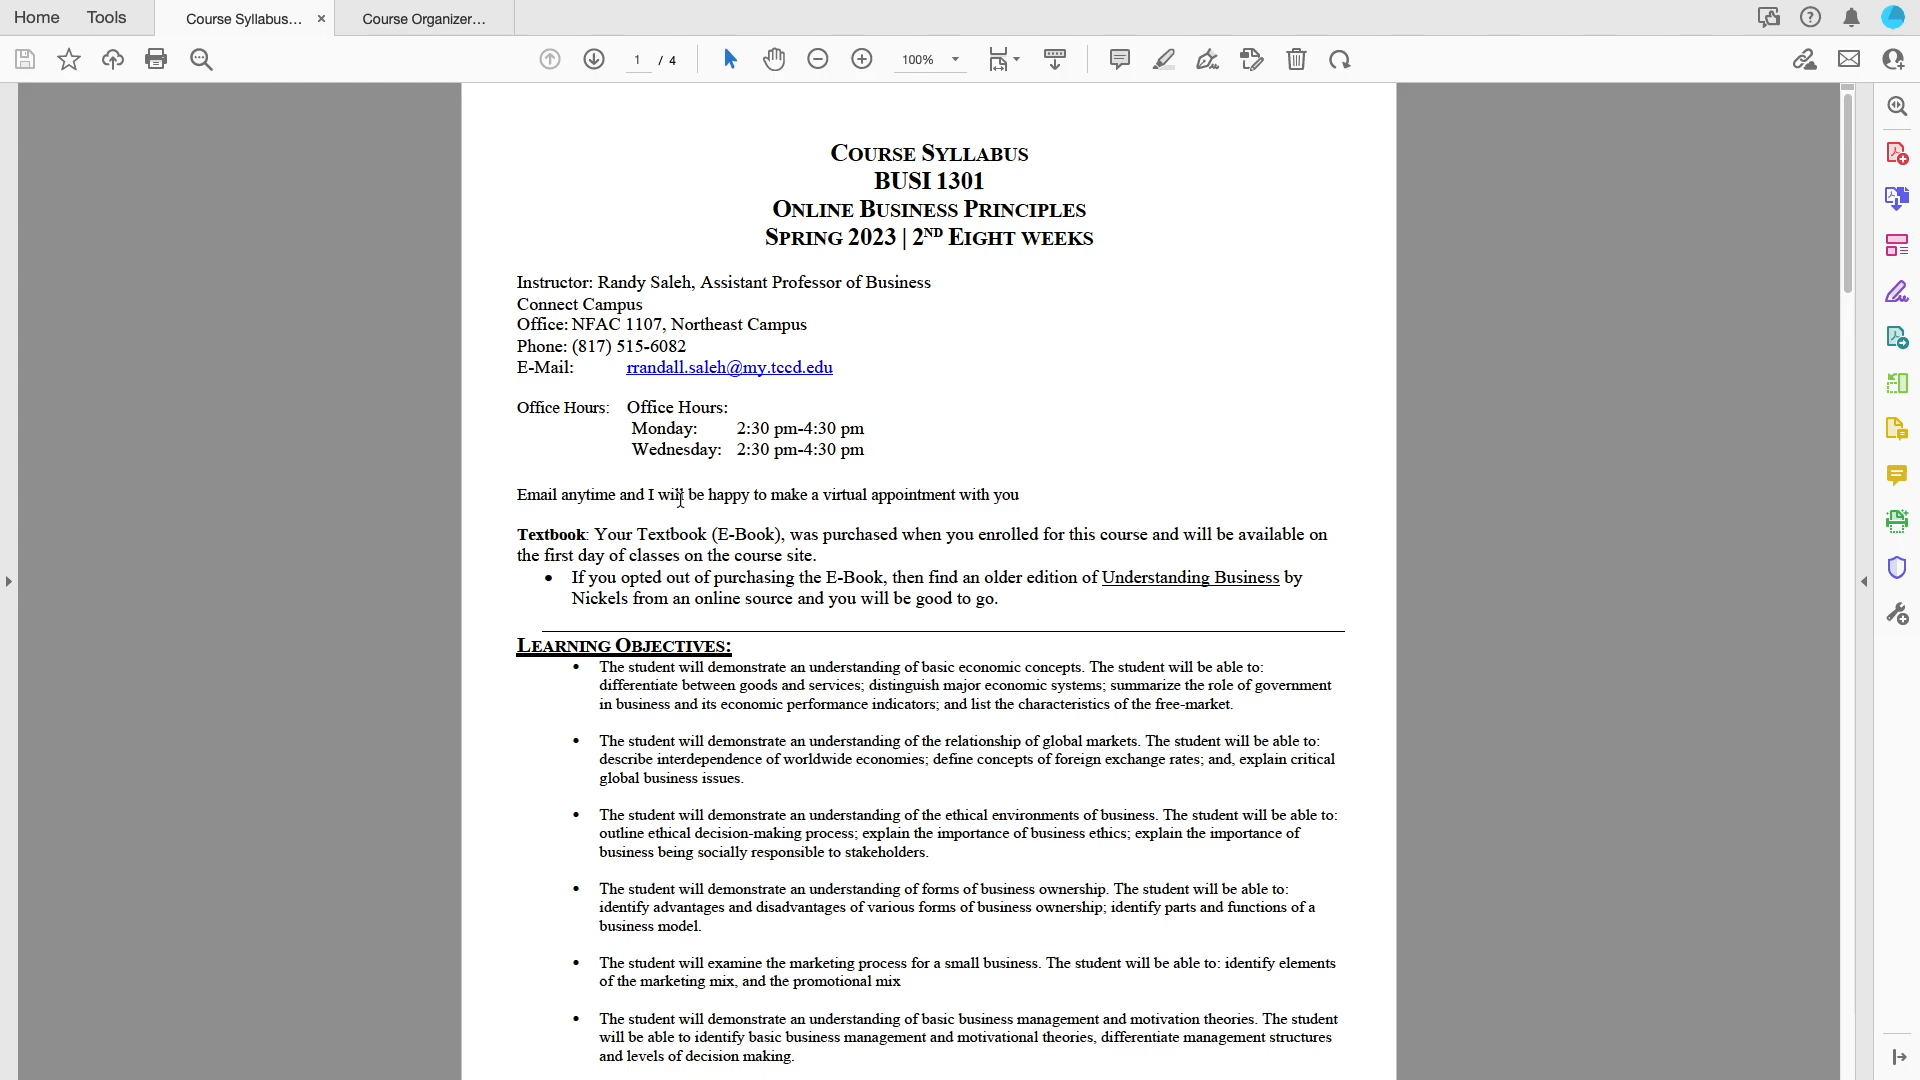 Home Tools Course Syllabus... × Course Organizer...
1 / 4 100%
COURSE SYLLABUS
BUSI 1301
ONLINE BUSINESS PRINCIPLES
SPRING 2023 | 2ND EIGHT WEEKS
Instructor: Randy Saleh, Assistant Professor of Business
Connect Campus
Office: NFAC 1107, Northeast Campus
Phone: (817) 515-6082
E-Mail: rrandall.saleh@my.tccd.edu
Office Hours: Office Hours:
Monday: 2:30 pm-4:30 pm
Wednesday: 2:30 pm-4:30 pm
Email anytime and I will be happy to make a virtual appointment with you
Textbook: Your Textbook (E-Book), was purchased when you enrolled for this course and will be available on
the first day of classes on the course site.
• If you opted out of purchasing the E-Book, then find an older edition of Understanding Business by
Nickels from an online source and you will be good to go.
LEARNING OBJECTIVES:
• The student will demonstrate an understanding of basic economic concepts. The student will be able to:
differentiate between goods and services; distinguish major economic systems; summarize the role of government
in business and its economic performance indicators; and list the characteristics of the free-market.
• The student will demonstrate an understanding of the relationship of global markets. The student will be able to:
describe interdependence of worldwide economies; define concepts of foreign exchange rates; and, explain critical
global business issues.
• The student will demonstrate an understanding of the ethical environments of business. The student will be able to:
outline ethical decision-making process; explain the importance of business ethics; explain the importance of
business being socially responsible to stakeholders.
• The student will demonstrate an understanding of forms of business ownership. The student will be able to:
identify advantages and disadvantages of various forms of business ownership; identify parts and functions of a
business model.
• The student will examine the marketing process for a small business. The student will be able to: identify elements
of the marketing mix, and the promotional mix
• The student will demonstrate an understanding of basic business management and motivation theories. The student
will be able to identify basic business management and motivational theories, differentiate management structures
and levels of decision making.